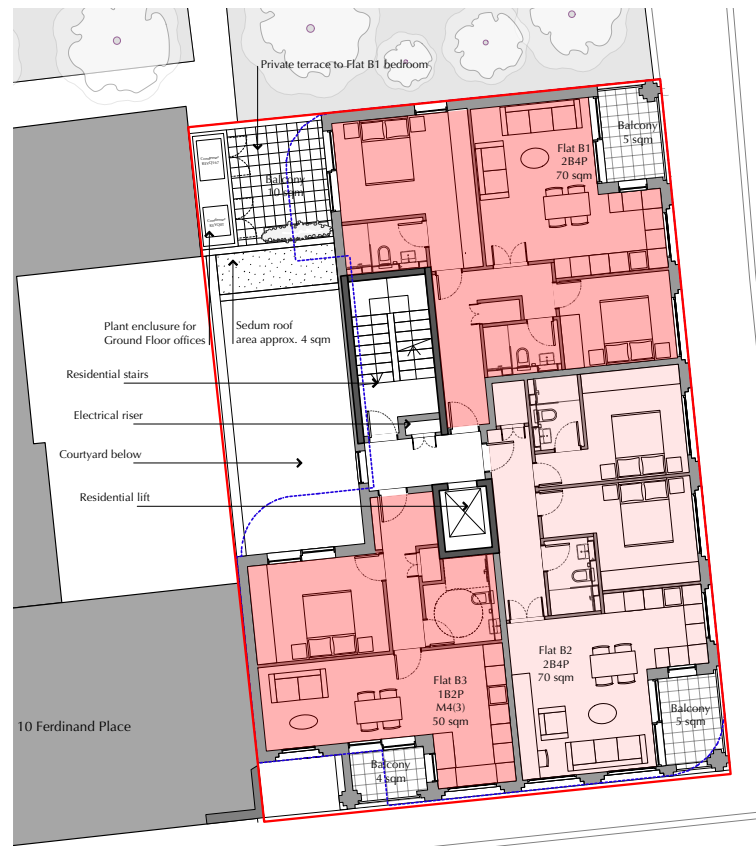 Private terrace to Flat B1 bedroom
Balcony
5 sqm
Flat B1
2B4P
70 sqm
Balcony
10 sqm
Plant enclusure for
Ground Floor offices
Sedum roof
area approx. 4 sqm
Residential stairs
Electrical riser
Courtyard below
Residential lift
Flat B2
2B4P
70 sqm
Flat B3
1B2P
M4(3)
50 sqm
Balcony
5 sqm
10 Ferdinand Place
Balcony
4 sqm